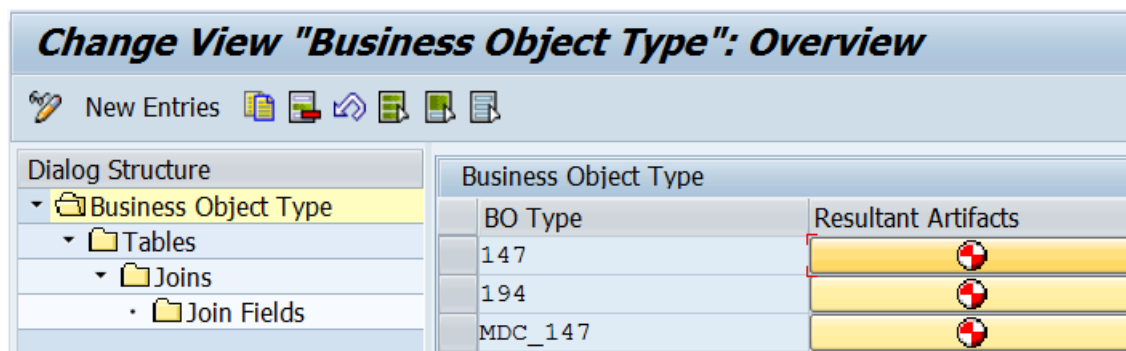 Change View "Business Object Type": Overview
New Entries
Dialog Structure
Business Object Type
Tables
Joins
Join Fields
Business Object Type
BO Type Resultant Artifacts
147
194
MDC_147